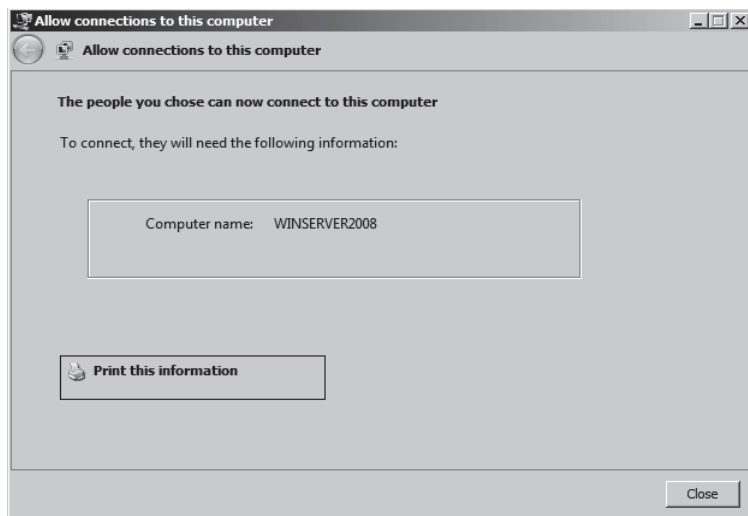 Allow connections to this computer
Allow connections to this computer
The people you chose can now connect to this computer
To connect, they will need the following information:
Computer name: WINSERVER2008
Print this information
Close